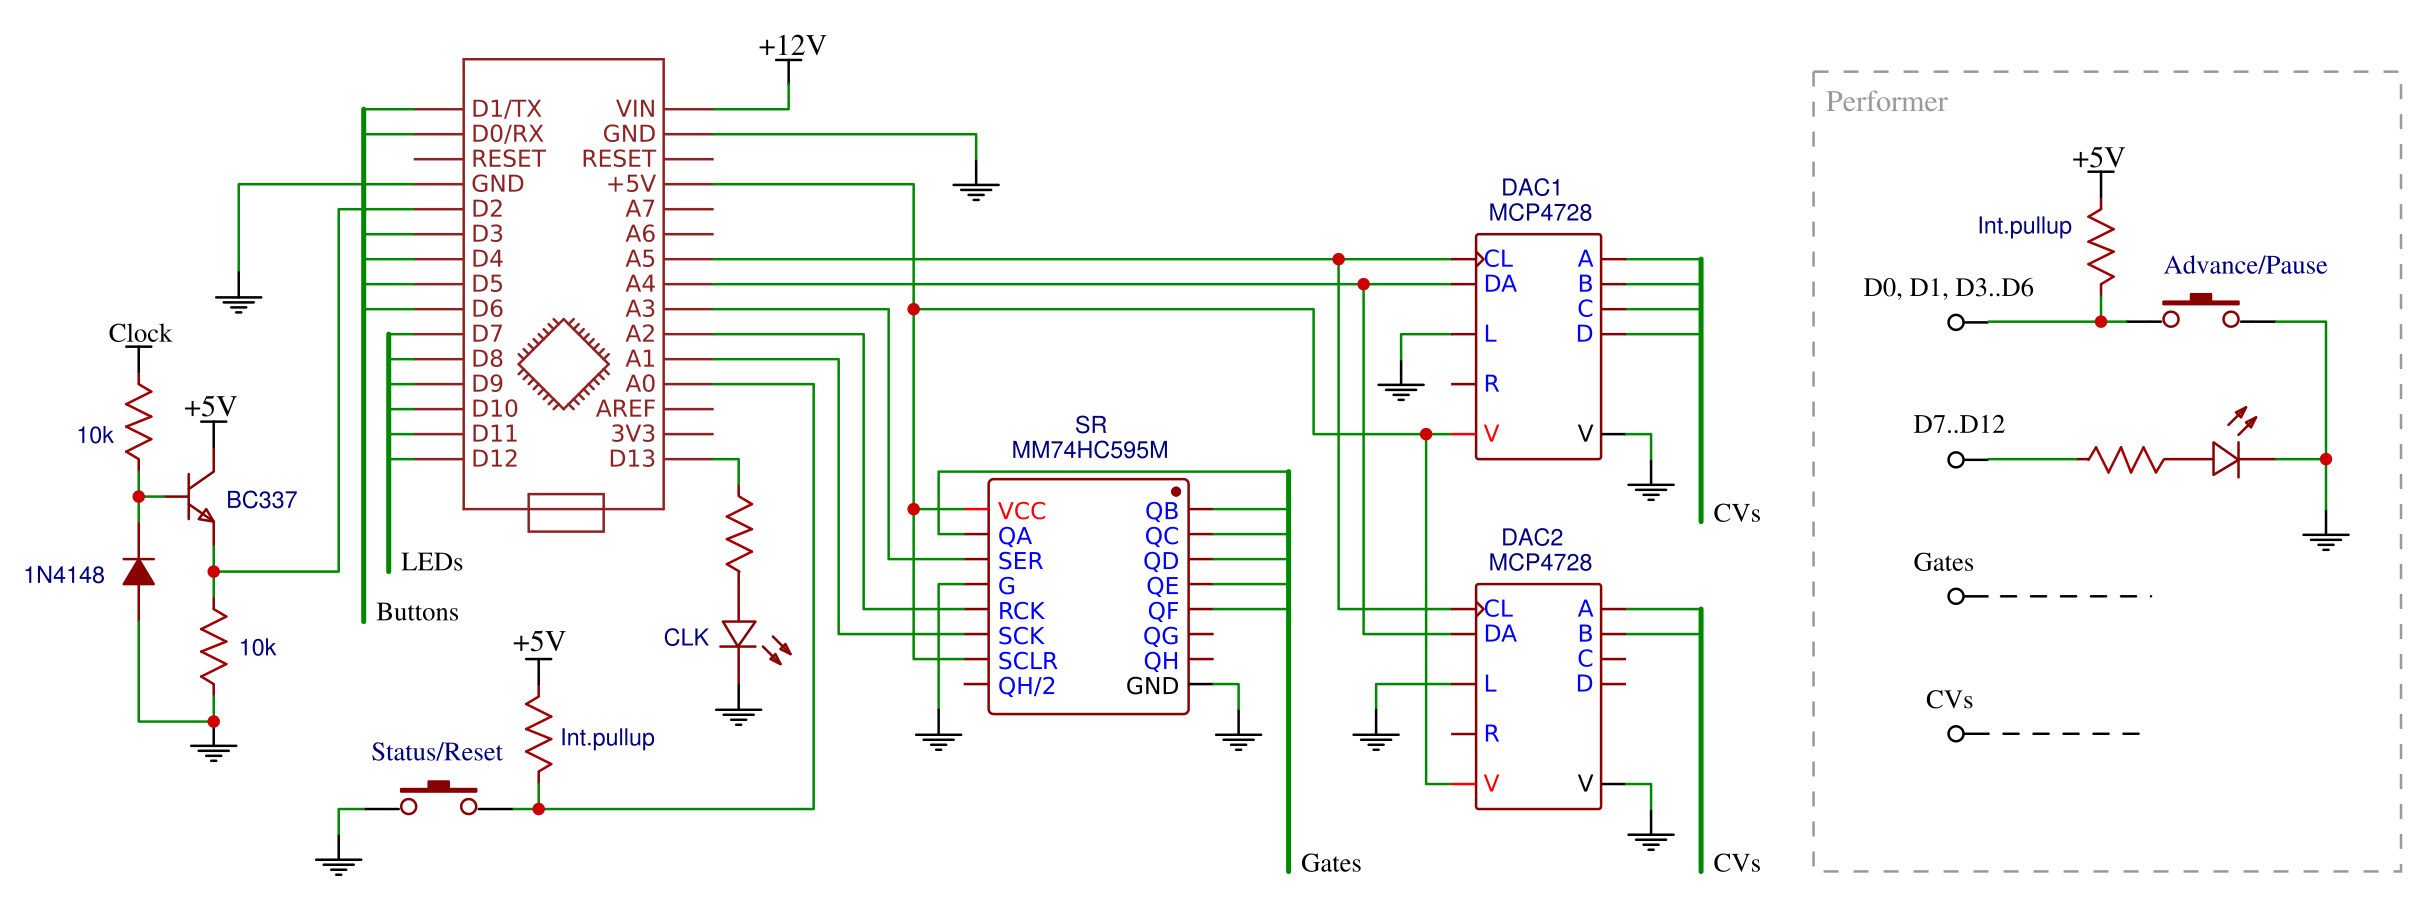 +12V
D1/TX
D0/RX
RESET
GND
D2
D3
D4
D5
D6
D7
D8
D9
D10
D11
D12
VIN
GND
RESET
+5V
A7
A6
A5
A4
A3
A2
A1
A0
AREF
3V3
D13
Clock
10k
+5V
BC337
1N4148
10k
LEDs
Buttons
+5V
Int.pullup
Status/Reset
CLK
SR
MM74HC595M
VCC
QA
SER
G
RCK
SCK
SCLR
QH/2
QB
QC
QD
QE
QF
QG
QH
GND
Gates
DAC1
MCP4728
CL
DA
L
R
V
A
B
C
D
V
CVs
DAC2
MCP4728
CL
DA
L
R
V
A
B
C
D
V
CVs
Performer
+5V
Int.pullup
Advance/Pause
D0, D1, D3..D6
D7..D12
Gates
CVs